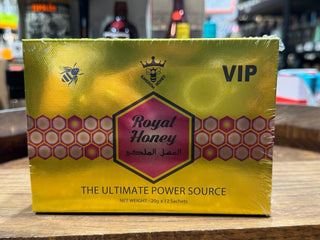 VIP
Royal
Honey
العسل الملكي
THE ULTIMATE POWER SOURCE
NET WEIGHT - 20g x 12 Sachets